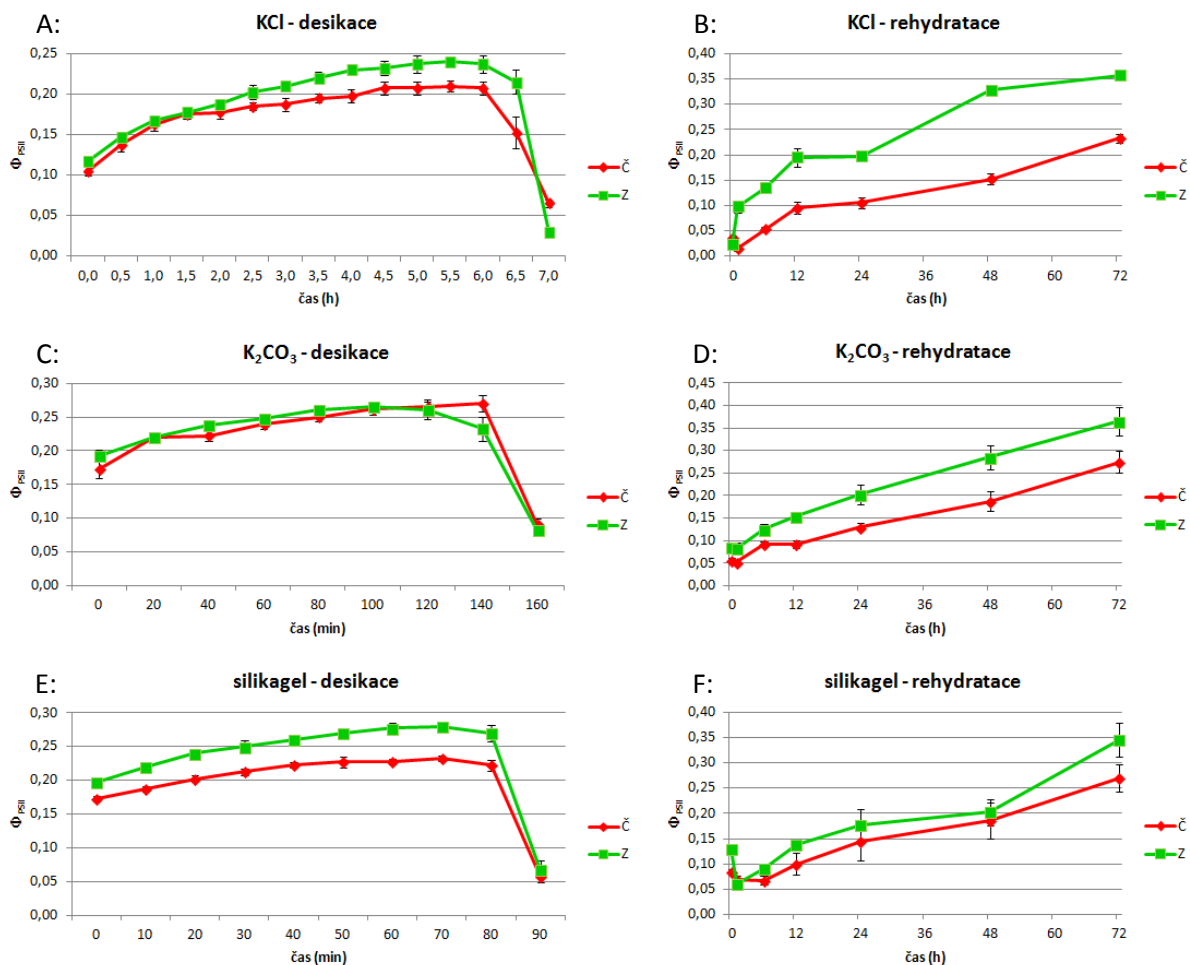 A:
KCl - desikace
0,25
0,20
0,15
0,10
0,05
0,00
ΦPSII
0,0 0,5 1,0 1,5 2,0 2,5 3,0 3,5 4,0 4,5 5,0 5,5 6,0 6,5 7,0
čas (h)
Č
Z
B:
KCl - rehydratace
0,40
0,35
0,30
0,25
0,20
0,15
0,10
0,05
0,00
ΦPSII
0 12 24 36 48 60 72
čas (h)
Č
Z
C:
K₂CO₃ - desikace
0,30
0,25
0,20
0,15
0,10
0,05
0,00
ΦPSII
0 20 40 60 80 100 120 140 160
čas (min)
Č
Z
D:
K₂CO₃ - rehydratace
0,45
0,40
0,35
0,30
0,25
0,20
0,15
0,10
0,05
0,00
ΦPSII
0 12 24 36 48 60 72
čas (h)
Č
Z
E:
silikagel - desikace
0,30
0,25
0,20
0,15
0,10
0,05
0,00
ΦPSII
0 10 20 30 40 50 60 70 80 90
čas (min)
Č
Z
F:
silikagel - rehydratace
0,40
0,35
0,30
0,25
0,20
0,15
0,10
0,05
0,00
ΦPSII
0 12 24 36 48 60 72
čas (h)
Č
Z